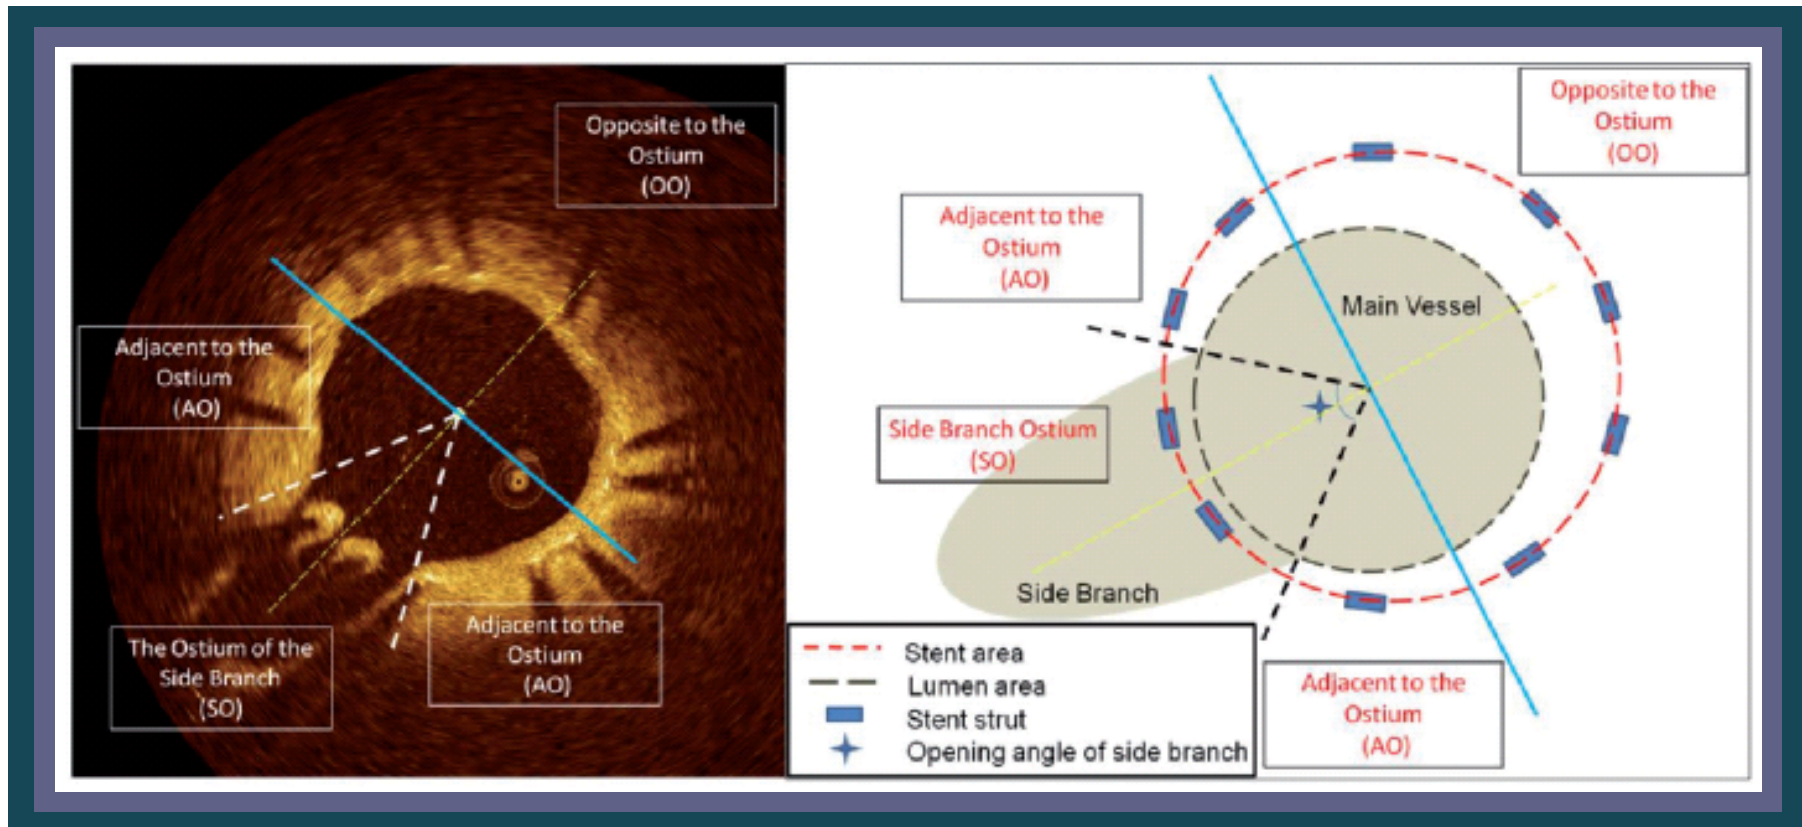 Opposite to the
Ostium
(OO)
Adjacent to the
Ostium
(AO)
The Ostium of the
Side Branch
(SO)
Adjacent to the
Ostium
(AO)
Opposite to the
Ostium
(OO)
Adjacent to the
Ostium
(AO)
Main Vessel
Side Branch Ostium
(SO)
Side Branch
Stent area
Lumen area
Stent strut
Opening angle of side branch
Adjacent to the
Ostium
(AO)